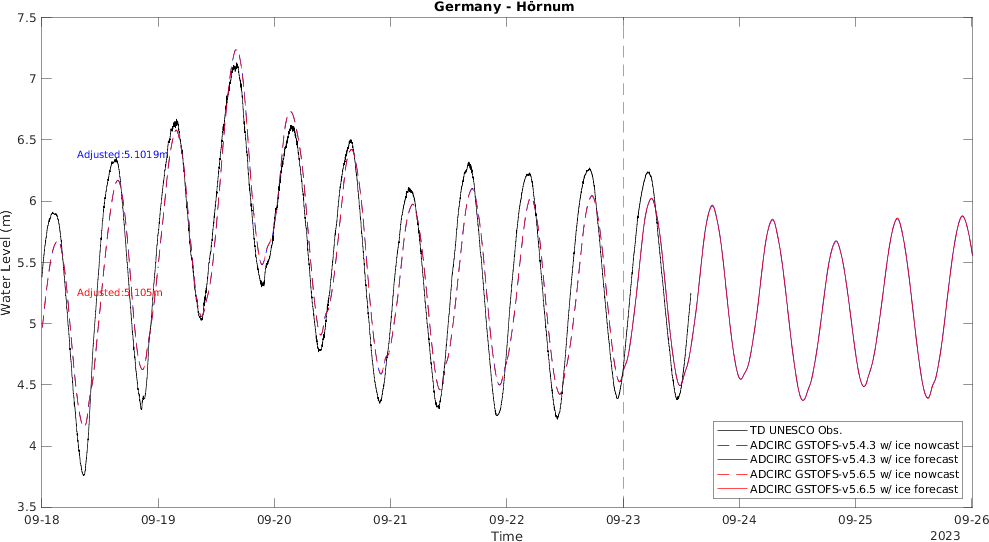 Germany - Hörnum
7.5
7
6.5
6
5.5
5
4.5
4
3.5
Water Level (m)
Adjusted:5.1019m
Adjusted:5.105m
TD UNESCO Obs.
ADCIRC GSTOFS-v5.4.3 w/ ice nowcast
ADCIRC GSTOFS-v5.4.3 w/ ice forecast
ADCIRC GSTOFS-v5.6.5 w/ ice nowcast
ADCIRC GSTOFS-v5.6.5 w/ ice forecast
09-18 09-19 09-20 09-21 09-22 09-23 09-24 09-25 09-26
Time
2023